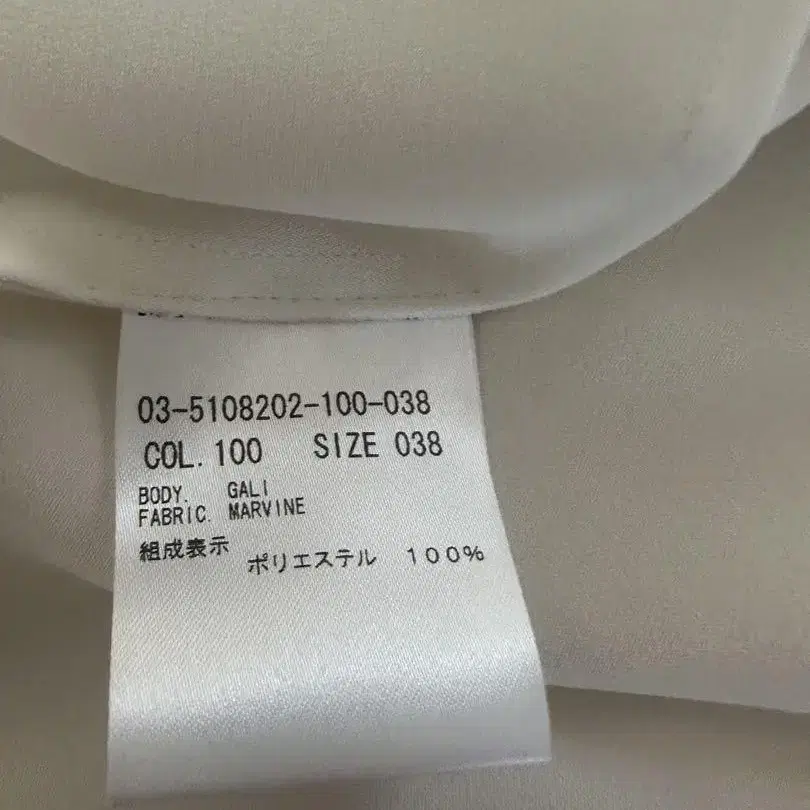 03-5108202-100-038
COL. 100 SIZE 038
BODY. GALI
FABRIC. MARVINE
組成表示
ポリエステル １００%